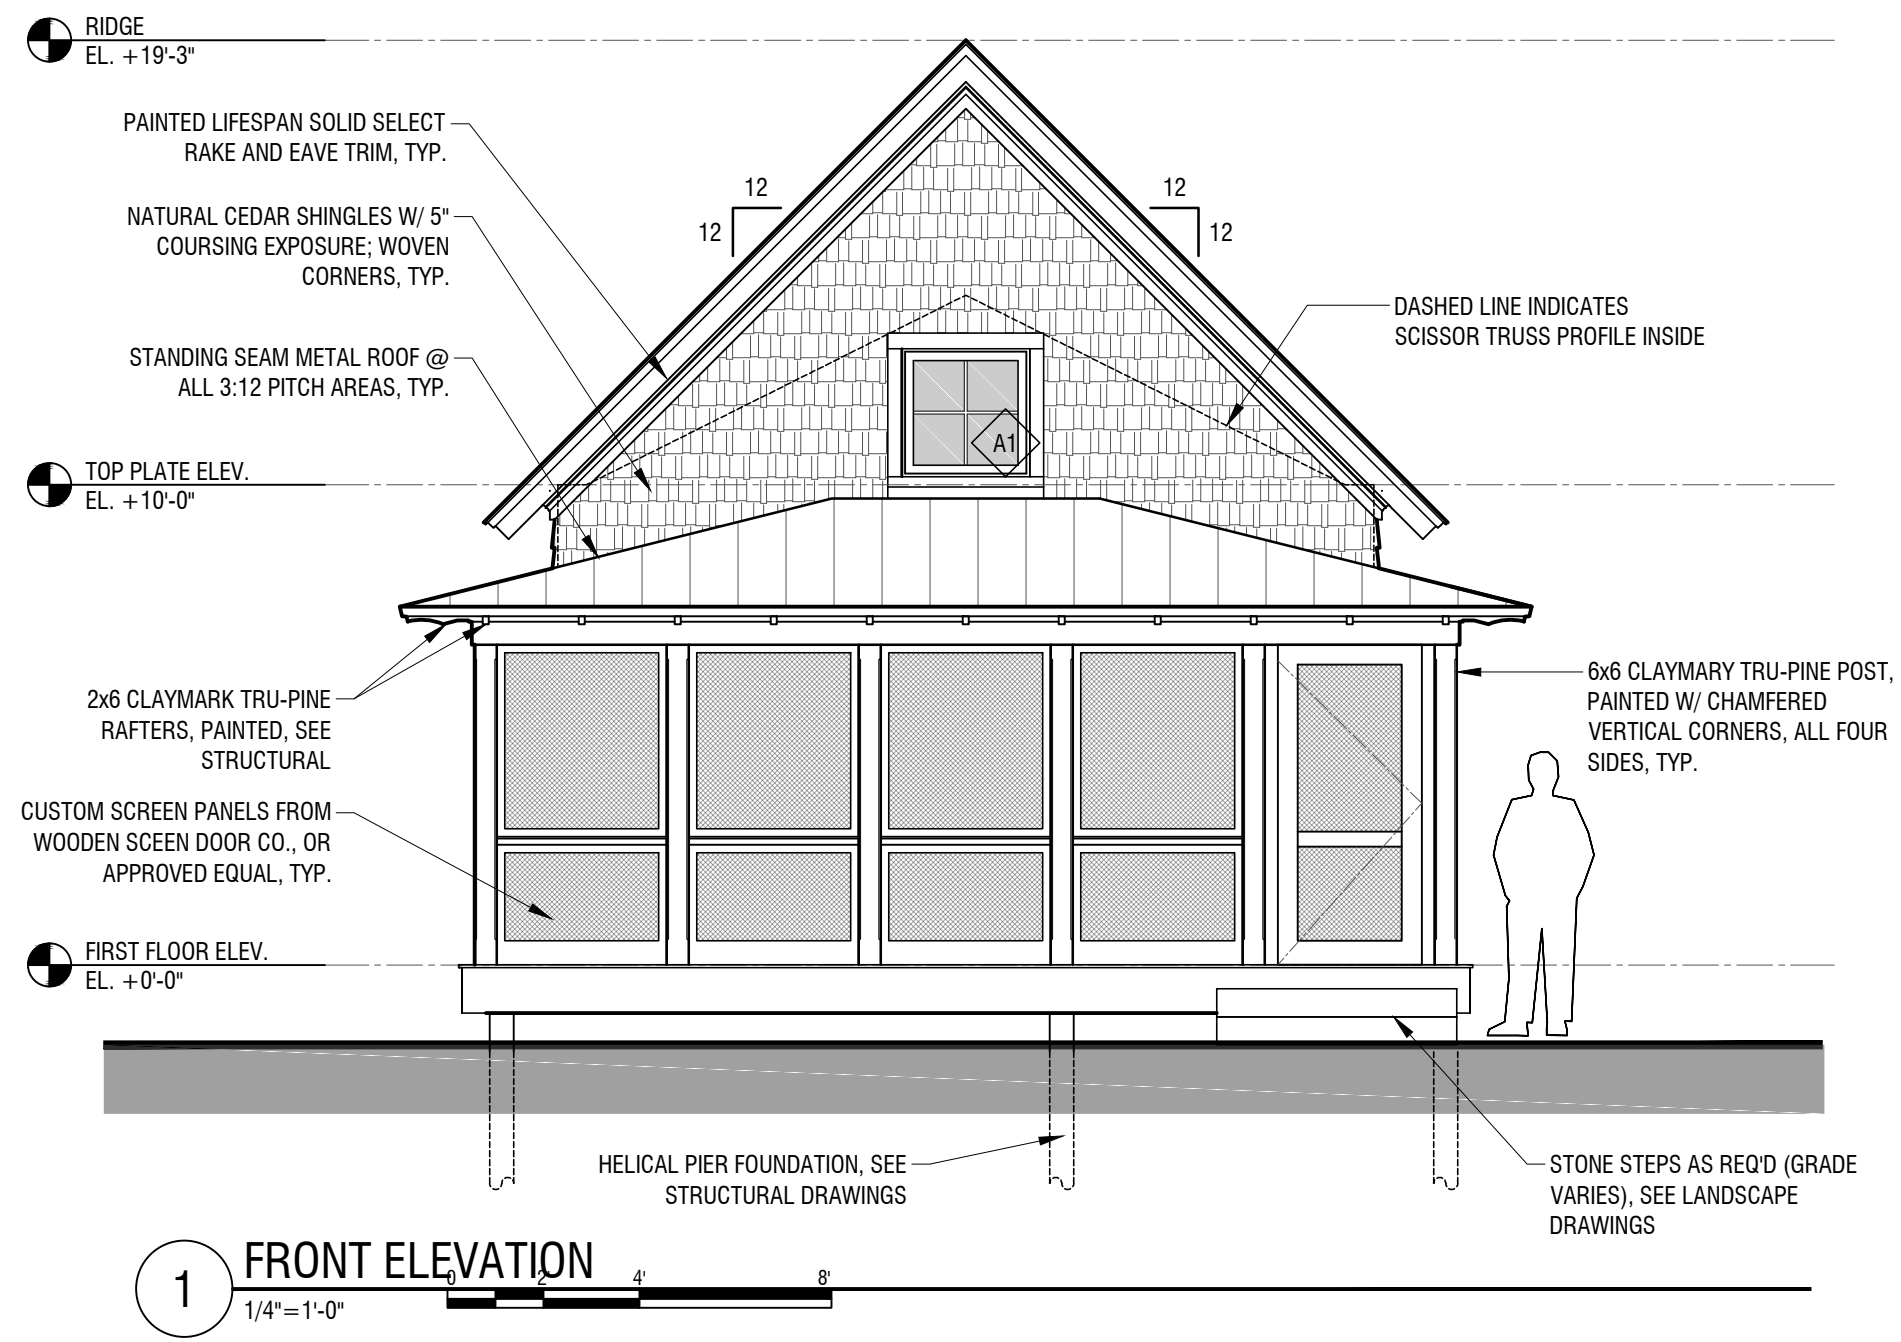 RIDGE
EL. +19'-3"
PAINTED LIFESPAN SOLID SELECT
RAKE AND EAVE TRIM, TYP.
12
12
12
12
NATURAL CEDAR SHINGLES W/ 5"
COURSING EXPOSURE; WOVEN
CORNERS, TYP.
DASHED LINE INDICATES
SCISSOR TRUSS PROFILE INSIDE
STANDING SEAM METAL ROOF @
ALL 3:12 PITCH AREAS, TYP.
A1
TOP PLATE ELEV.
EL. +10'-0"
2x6 CLAYMARK TRU-PINE
RAFTERS, PAINTED, SEE
STRUCTURAL
6x6 CLAYMARY TRU-PINE POST,
PAINTED W/ CHAMFERED
VERTICAL CORNERS, ALL FOUR
SIDES, TYP.
CUSTOM SCREEN PANELS FROM
WOODEN SCEEN DOOR CO., OR
APPROVED EQUAL, TYP.
FIRST FLOOR ELEV.
EL. +0'-0"
HELICAL PIER FOUNDATION, SEE
STRUCTURAL DRAWINGS
STONE STEPS AS REQ'D (GRADE
VARIES), SEE LANDSCAPE
DRAWINGS
1
FRONT ELEVATION
0 2' 4' 8'
1/4"=1'-0"